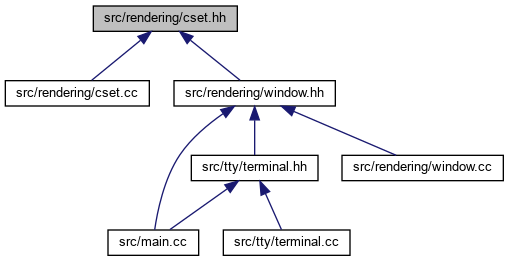 src/rendering/cset.hh
src/rendering/cset.cc
src/rendering/window.hh
src/tty/terminal.hh
src/rendering/window.cc
src/main.cc
src/tty/terminal.cc